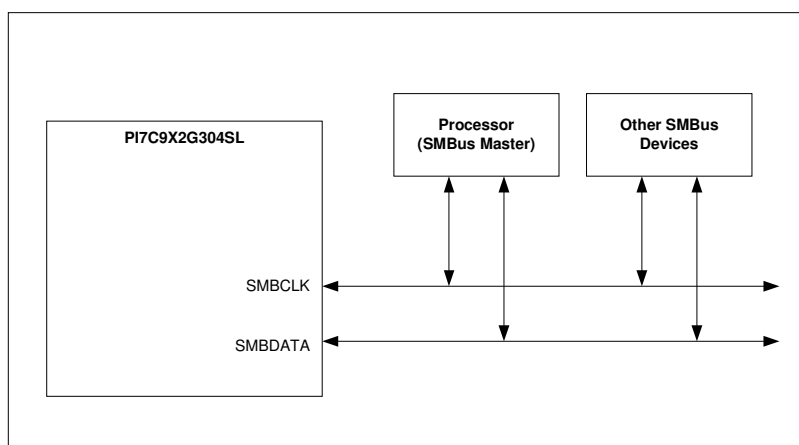 PI7C9X2G304SL
Processor
(SMBus Master)
Other SMBus
Devices
SMBCLK
SMBDATA